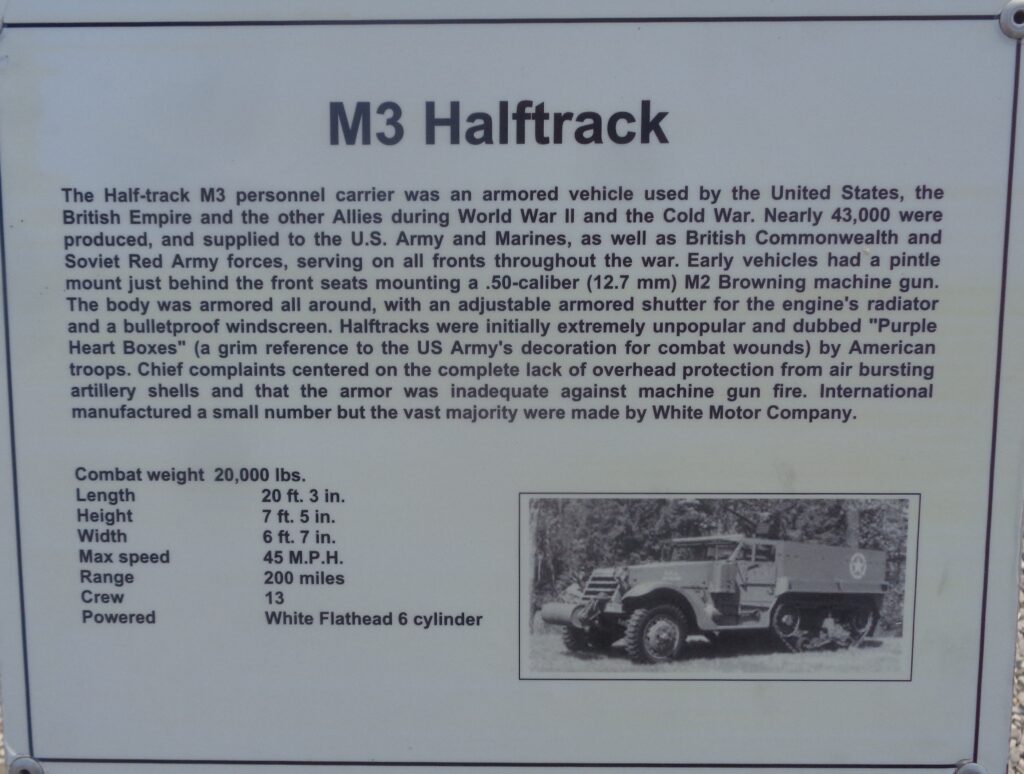 M3 Halftrack
The Half-track M3 personnel carrier was an armored vehicle used by the United States, the
British Empire and the other Allies during World War II and the Cold War. Nearly 43,000 were
produced, and supplied to the U.S. Army and Marines, as well as British Commonwealth and
Soviet Red Army forces, serving on all fronts throughout the war. Early vehicles had a pintle
mount just behind the front seats mounting a .50-caliber (12.7 mm) M2 Browning machine gun.
The body was armored all around, with an adjustable armored shutter for the engine's radiator
and a bulletproof windscreen. Halftracks were initially extremely unpopular and dubbed "Purple
Heart Boxes" (a grim reference to the US Army's decoration for combat wounds) by American
troops. Chief complaints centered on the complete lack of overhead protection from air bursting
artillery shells and that the armor was inadequate against machine gun fire. International
manufactured a small number but the vast majority were made by White Motor Company.
Combat weight 20,000 lbs.
Length 20 ft. 3 in.
Height 7 ft. 5 in.
Width 6 ft. 7 in.
Max speed 45 M.P.H.
Range 200 miles
Crew 13
Powered White Flathead 6 cylinder